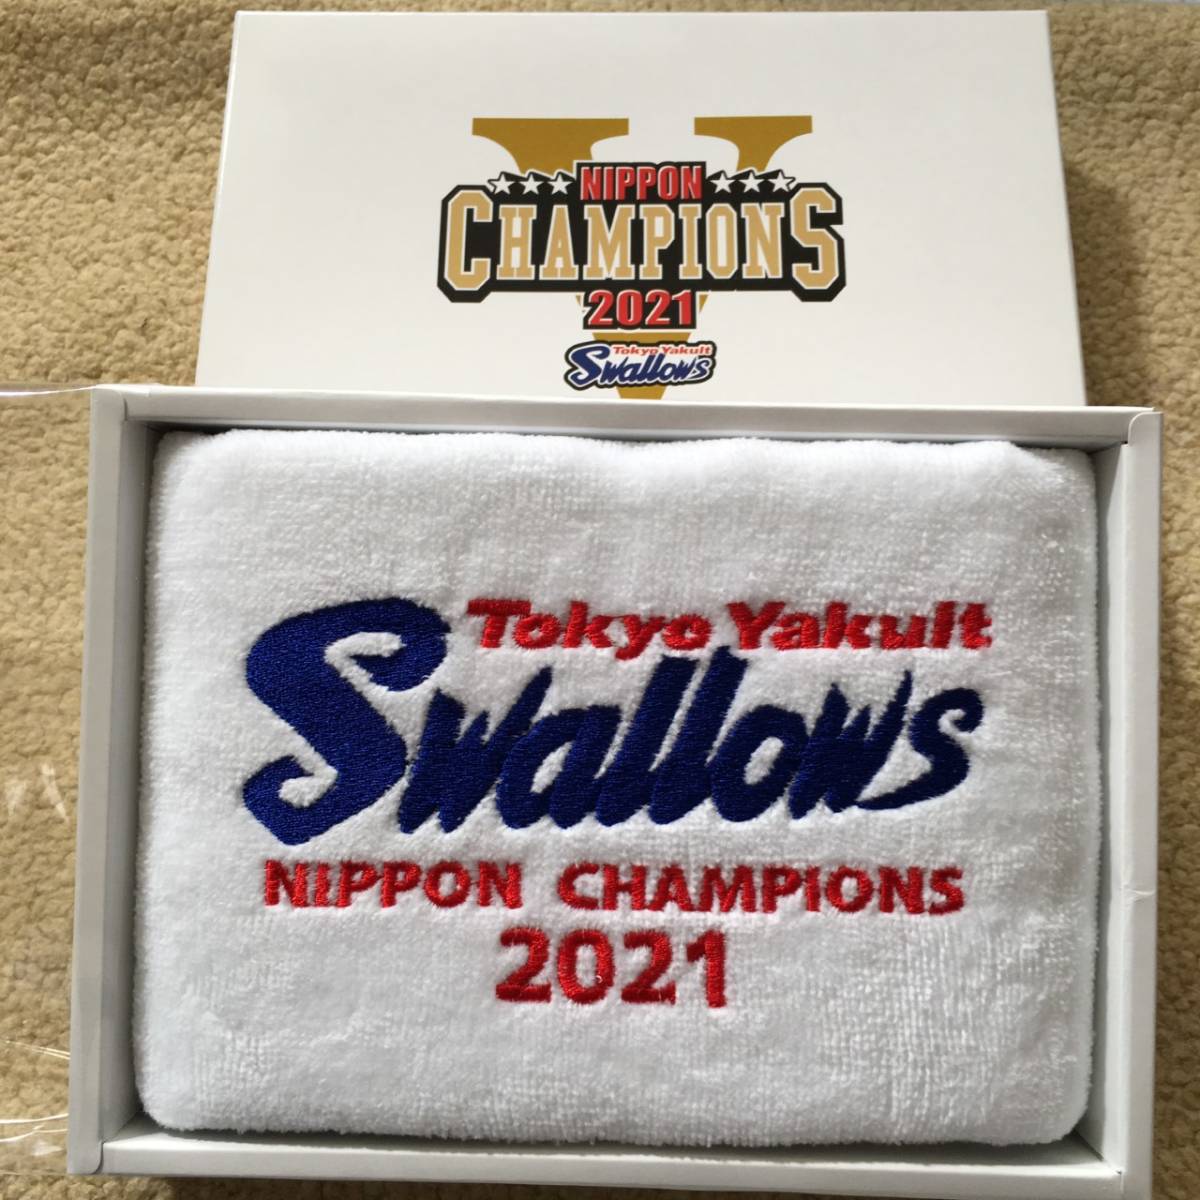 NIPPON
CHAMPIONS
2021
Tokyo Yakult
Swallows
Tokyo Yakult
Swallows
NIPPON CHAMPIONS
2021